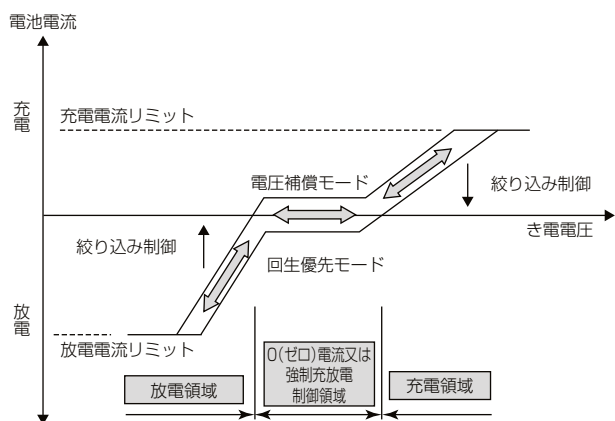 電池電流
充電
充電電流リミット
電圧補償モード
絞り込み制御
き電電圧
絞り込み制御
回生優先モード
放電
放電電流リミット
0(ゼロ)電流又は
強制充放電
制御領域
放電領域
充電領域